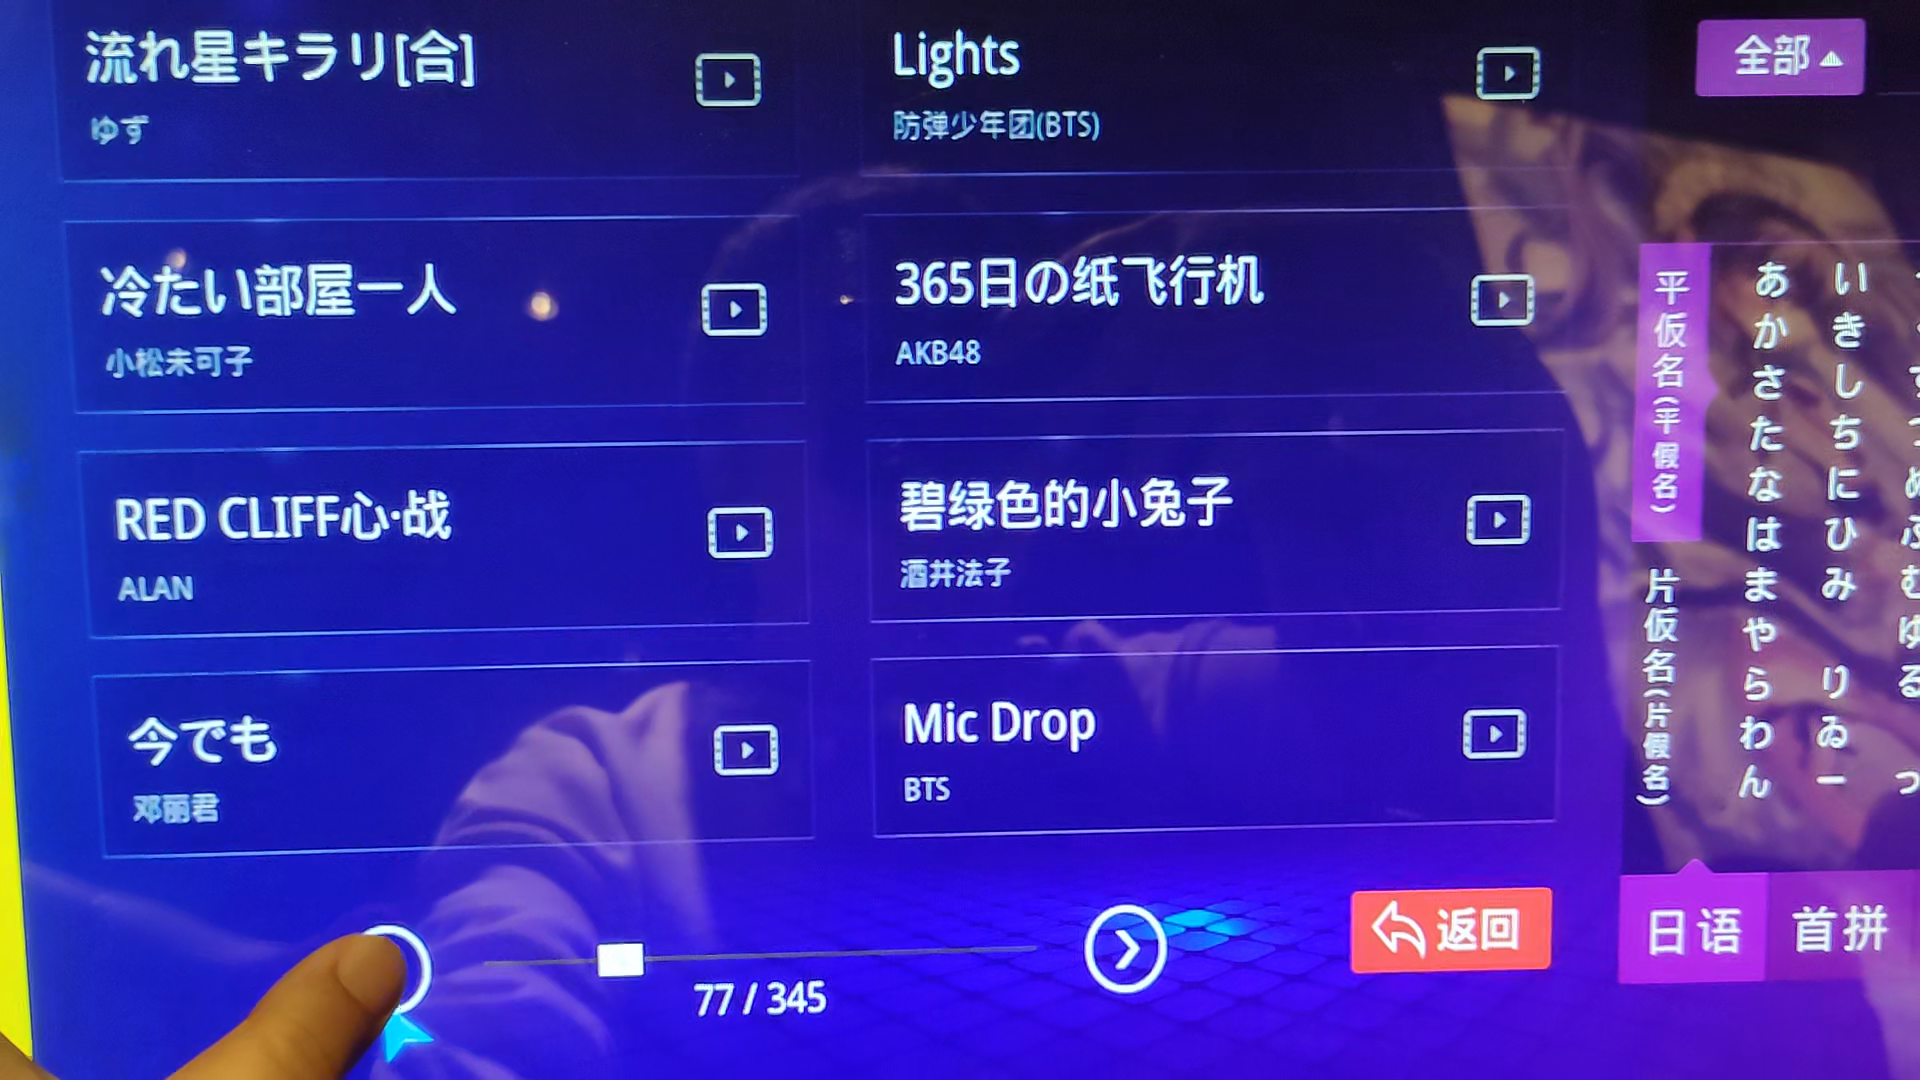 流れ星キラリ[合]
ゆず
Lights
防弹少年团(BTS)
冷たい部屋一人
小松未可子
365日の纸飞行机
AKB48
RED CLIFF心·战
ALAN
碧绿色的小兔子
酒井法子
今でも
邓丽君
Mic Drop
BTS
77 / 345
返回
全部
平仮名(平假名)
片仮名(片假名)
あかさたなはまやらわん
いきしちにひみ りゐー
日语
首拼